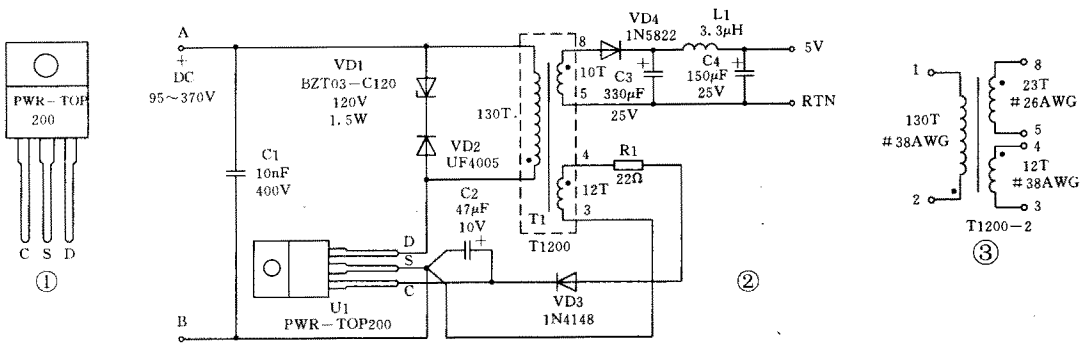 PWR-TOP
200
C S D
①
A
+
DC
95～370V
B
C1
10nF
400V
VD1
BZT03-C120
120V
1.5W
VD2
UF4005
130T
T1
T1200
8
10T
5
4
12T
3
VD4
1N5822
L1
3.3μH
C3
+
330μF
25V
C4
150μF
+
25V
5V
RTN
R1
22Ω
C2
47μF
10V
+
D
S
C
U1
PWR-TOP200
VD3
1N4148
②
1
130T
#38AWG
2
8
23T
#26AWG
5
4
12T
#38AWG
3
T1200-2
③